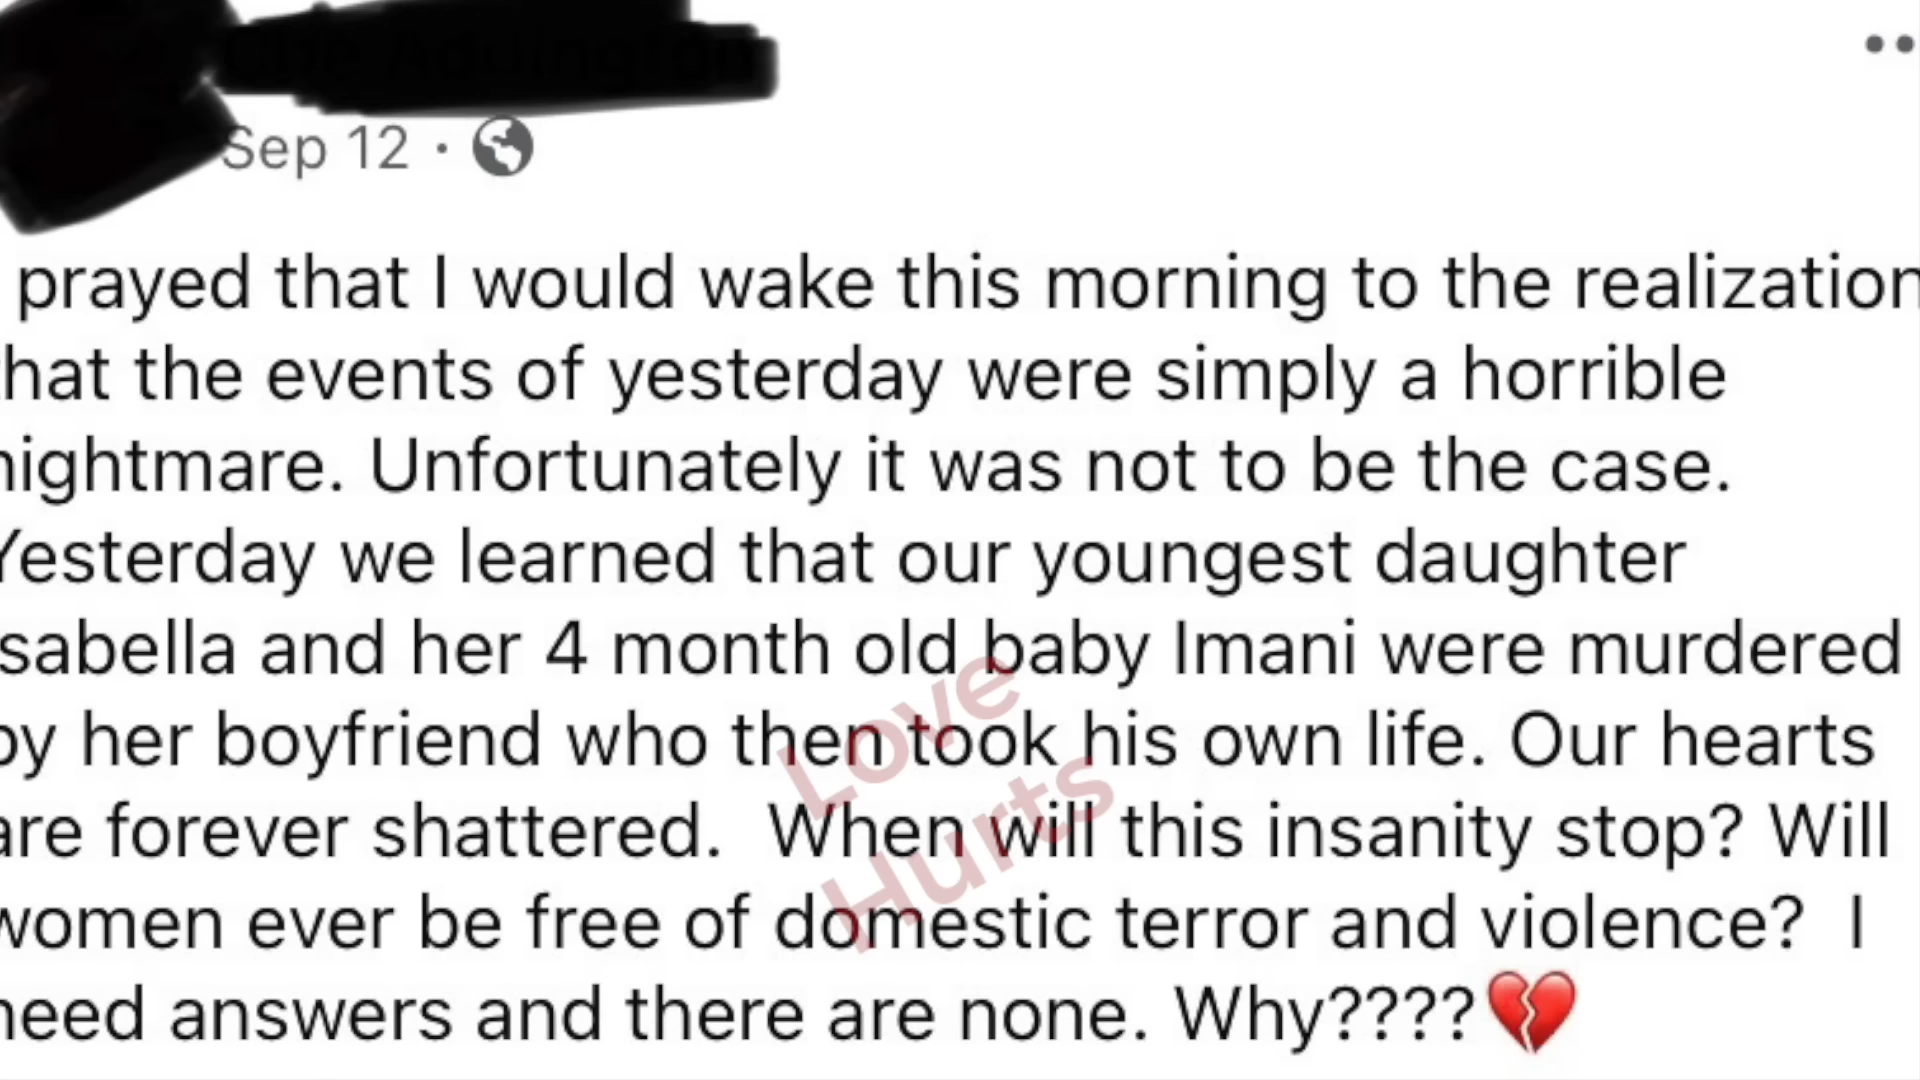 Sep 12 ·
prayed that I would wake this morning to the realization
hat the events of yesterday were simply a horrible
nightmare. Unfortunately it was not to be the case.
Yesterday we learned that our youngest daughter
sabella and her 4 month old baby Imani were murdered
by her boyfriend who then took his own life. Our hearts
are forever shattered. When will this insanity stop? Will
women ever be free of domestic terror and violence? I
need answers and there are none. Why????💔
Love
Hurts